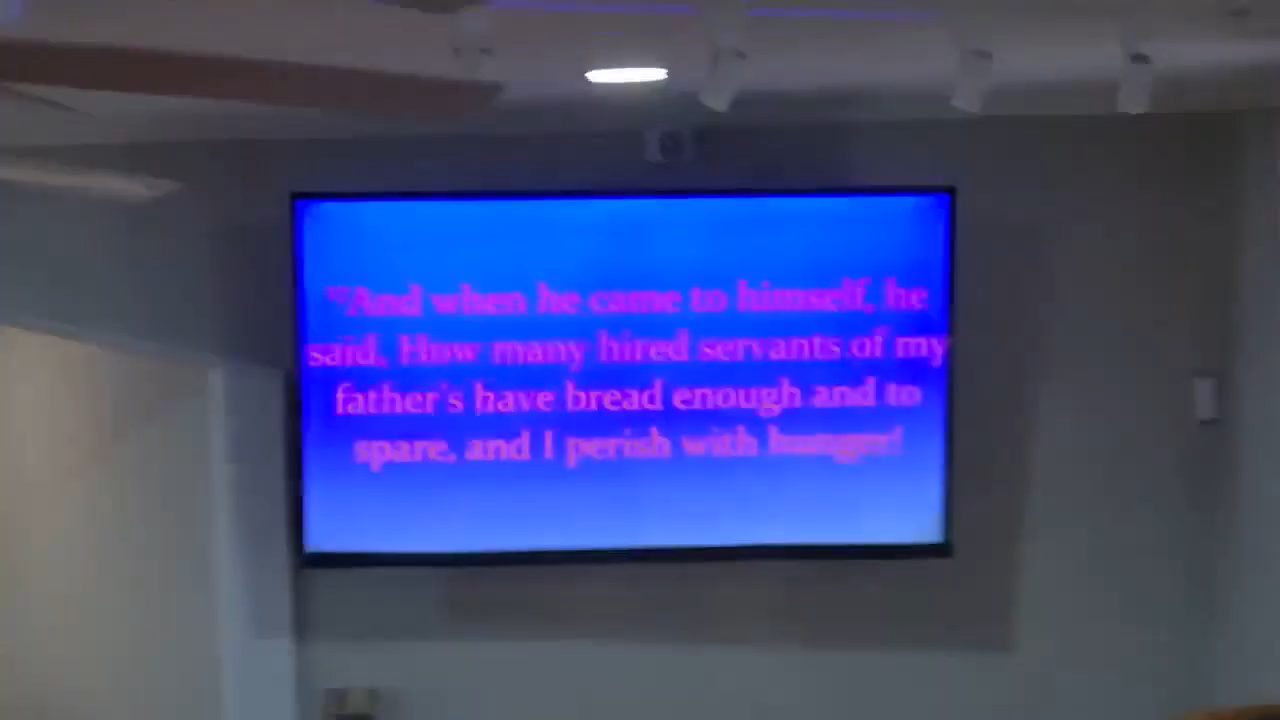 "And when he came to himself, he
said, How many hired servants of my
father's have bread enough and to
spare, and I perish with hunger!